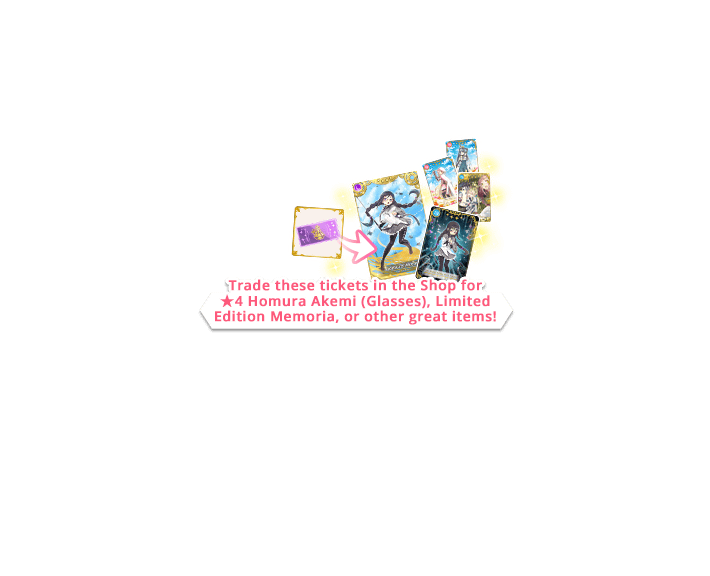 Trade these tickets in the Shop for
★4 Homura Akemi (Glasses), Limited
Edition Memoria, or other great items!